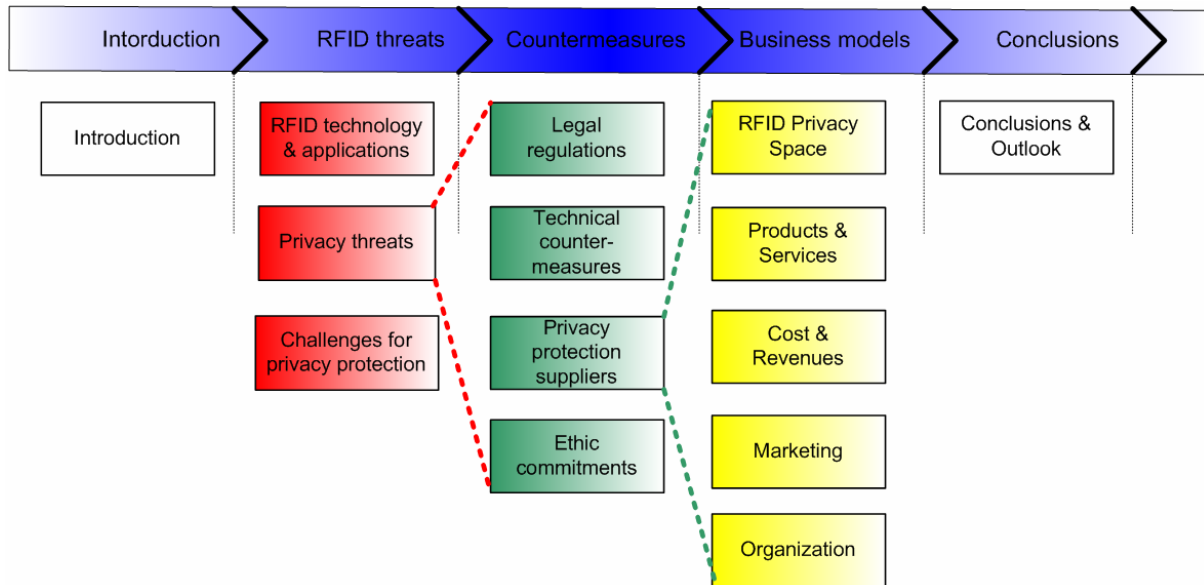 Intorduction
RFID threats
Countermeasures
Business models
Conclusions
Introduction
RFID technology
& applications
Privacy threats
Challenges for
privacy protection
Legal
regulations
Technical
counter-
measures
Privacy
protection
suppliers
Ethic
commitments
RFID Privacy
Space
Products &
Services
Cost &
Revenues
Marketing
Organization
Conclusions &
Outlook